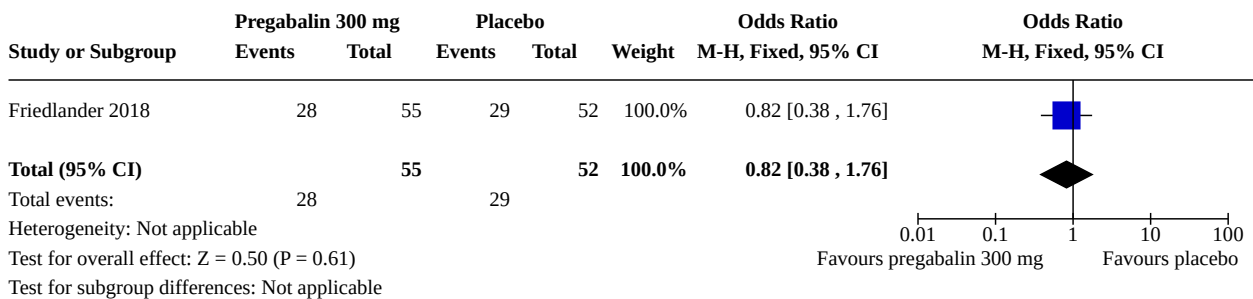 Pregabalin 300 mg Placebo Odds Ratio Odds Ratio
Study or Subgroup Events Total Events Total Weight M-H, Fixed, 95% CI M-H, Fixed, 95% CI
Friedlander 2018 28 55 29 52 100.0% 0.82 [0.38 , 1.76]
Total (95% CI) 55 52 100.0% 0.82 [0.38 , 1.76]
Total events: 28 29
Heterogeneity: Not applicable
0.01 0.1 1 10 100
Test for overall effect: Z = 0.50 (P = 0.61) Favours pregabalin 300 mg Favours placebo
Test for subgroup differences: Not applicable